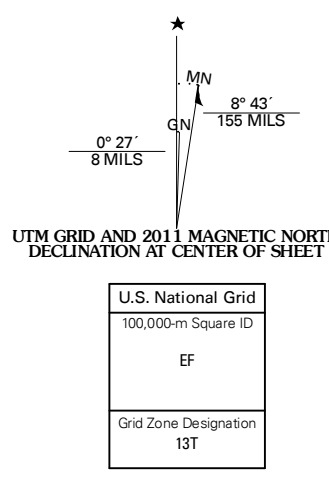 ★
MN
8° 43´
155 MILS
GN
0° 27´
8 MILS
UTM GRID AND 2011 MAGNETIC NORT
DECLINATION AT CENTER OF SHEET
U.S. National Grid
100,000-m Square ID
EF
Grid Zone Designation
13T